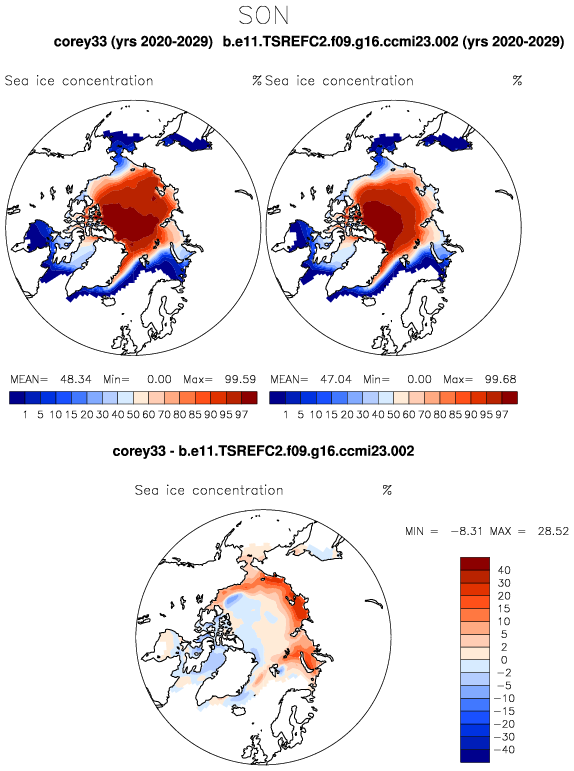 SON
corey33 (yrs 2020-2029) b.e11.TSREFC2.f09.g16.ccmi23.002 (yrs 2020-2029)
Sea ice concentration % Sea ice concentration %
MEAN= 48.34 Min= 0.00 Max= 99.59 MEAN= 47.04 Min= 0.00 Max= 99.68
1 5 10 15 20 30 40 50 60 70 80 85 90 95 97 1 5 10 15 20 30 40 50 60 70 80 85 90 95 97
corey33 - b.e11.TSREFC2.f09.g16.ccmi23.002
Sea ice concentration %
MIN = -8.31 MAX = 28.52
40
30
20
15
10
5
2
0
-2
-5
-10
-15
-20
-30
-40